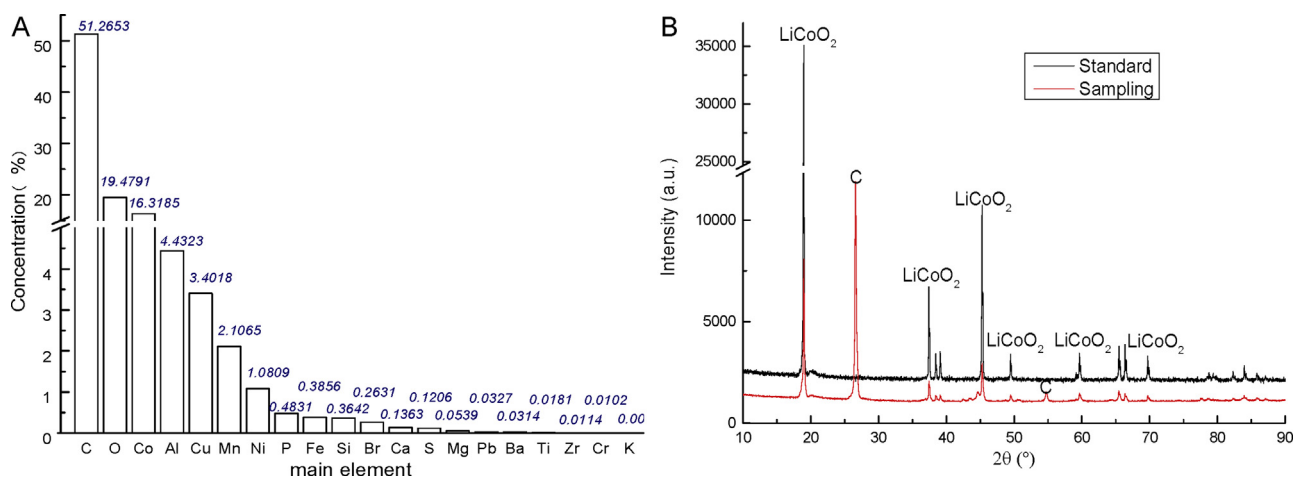 A
Concentration( %)
50
40
30
20
4
3
2
1
0
51.2653
19.4791
16.3185
4.4323
3.4018
2.1065
1.0809
0.4831
0.3856
0.3642
0.2631
0.1363
0.1206
0.0539
0.0327
0.0314
0.0181
0.0114
0.0102
0.00
C O Co Al Cu Mn Ni P Fe Si Br Ca S Mg Pb Ba Ti Zr Cr K
main element
B
Intensity (a.u.)
35000
30000
25000
10000
5000
0
LiCoO2
C
LiCoO2
LiCoO2
LiCoO2
C
LiCoO2
LiCoO2
Standard
Sampling
10 20 30 40 50 60 70 80 90
2θ (°)